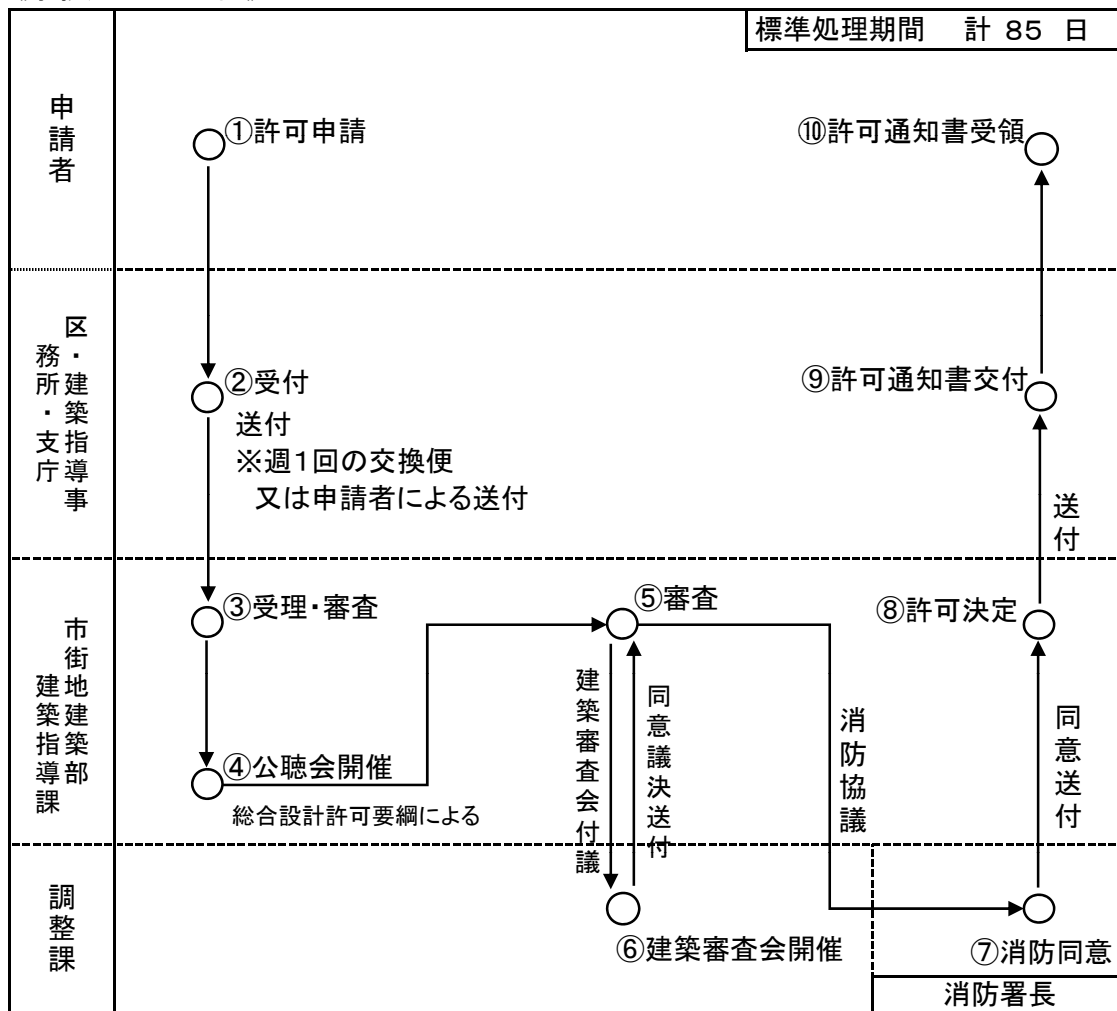 標準処理期間 計 85 日
申請者
①許可申請
⑩許可通知書受領
区・建築指導事
務所・支庁
②受付
送付
※週1回の交換便
又は申請者による送付
⑨許可通知書交付
送付
市街地建築部
建築指導課
③受理・審査
⑤審査
⑧許可決定
建築審査会付議
同意議決送付
消防協議
同意送付
④公聴会開催
総合設計許可要綱による
調整課
⑥建築審査会開催
⑦消防同意
消防署長